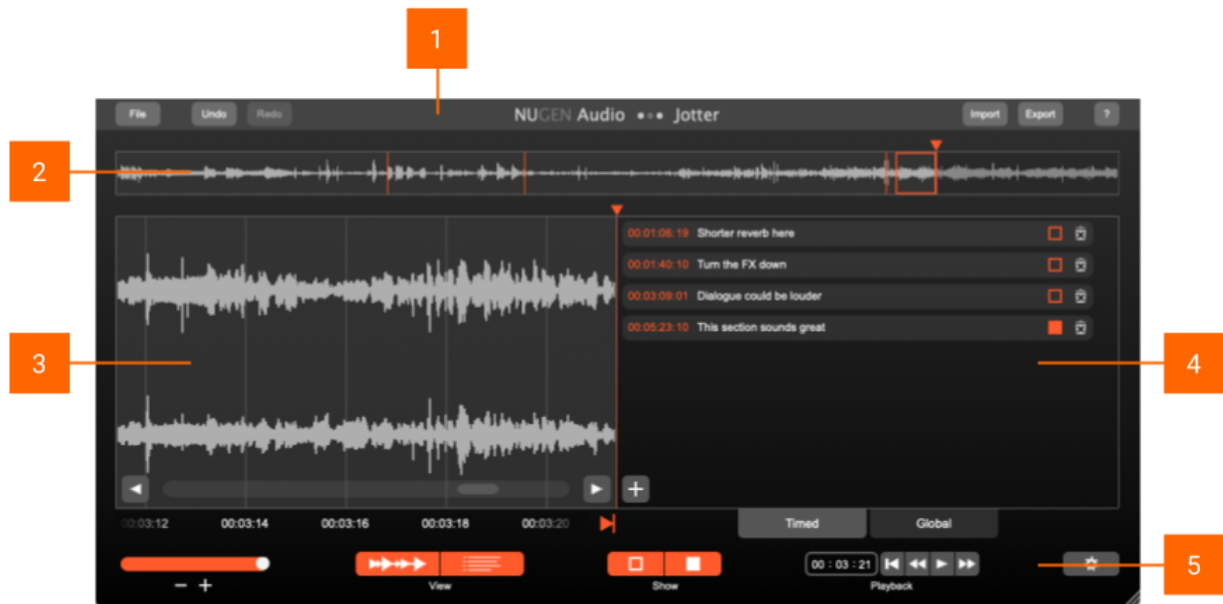 1
File Undo Redo NUGEN Audio Jotter Import Export ?
2
00:01:06:19 Shorter reverb here
00:01:40:10 Turn the FX down
00:03:09:01 Dialogue could be louder
00:05:23:10 This section sounds great
3
4
00:03:12 00:03:14 00:03:16 00:03:18 00:03:20 Timed Global
00 : 03 : 21
5
View Show Playback